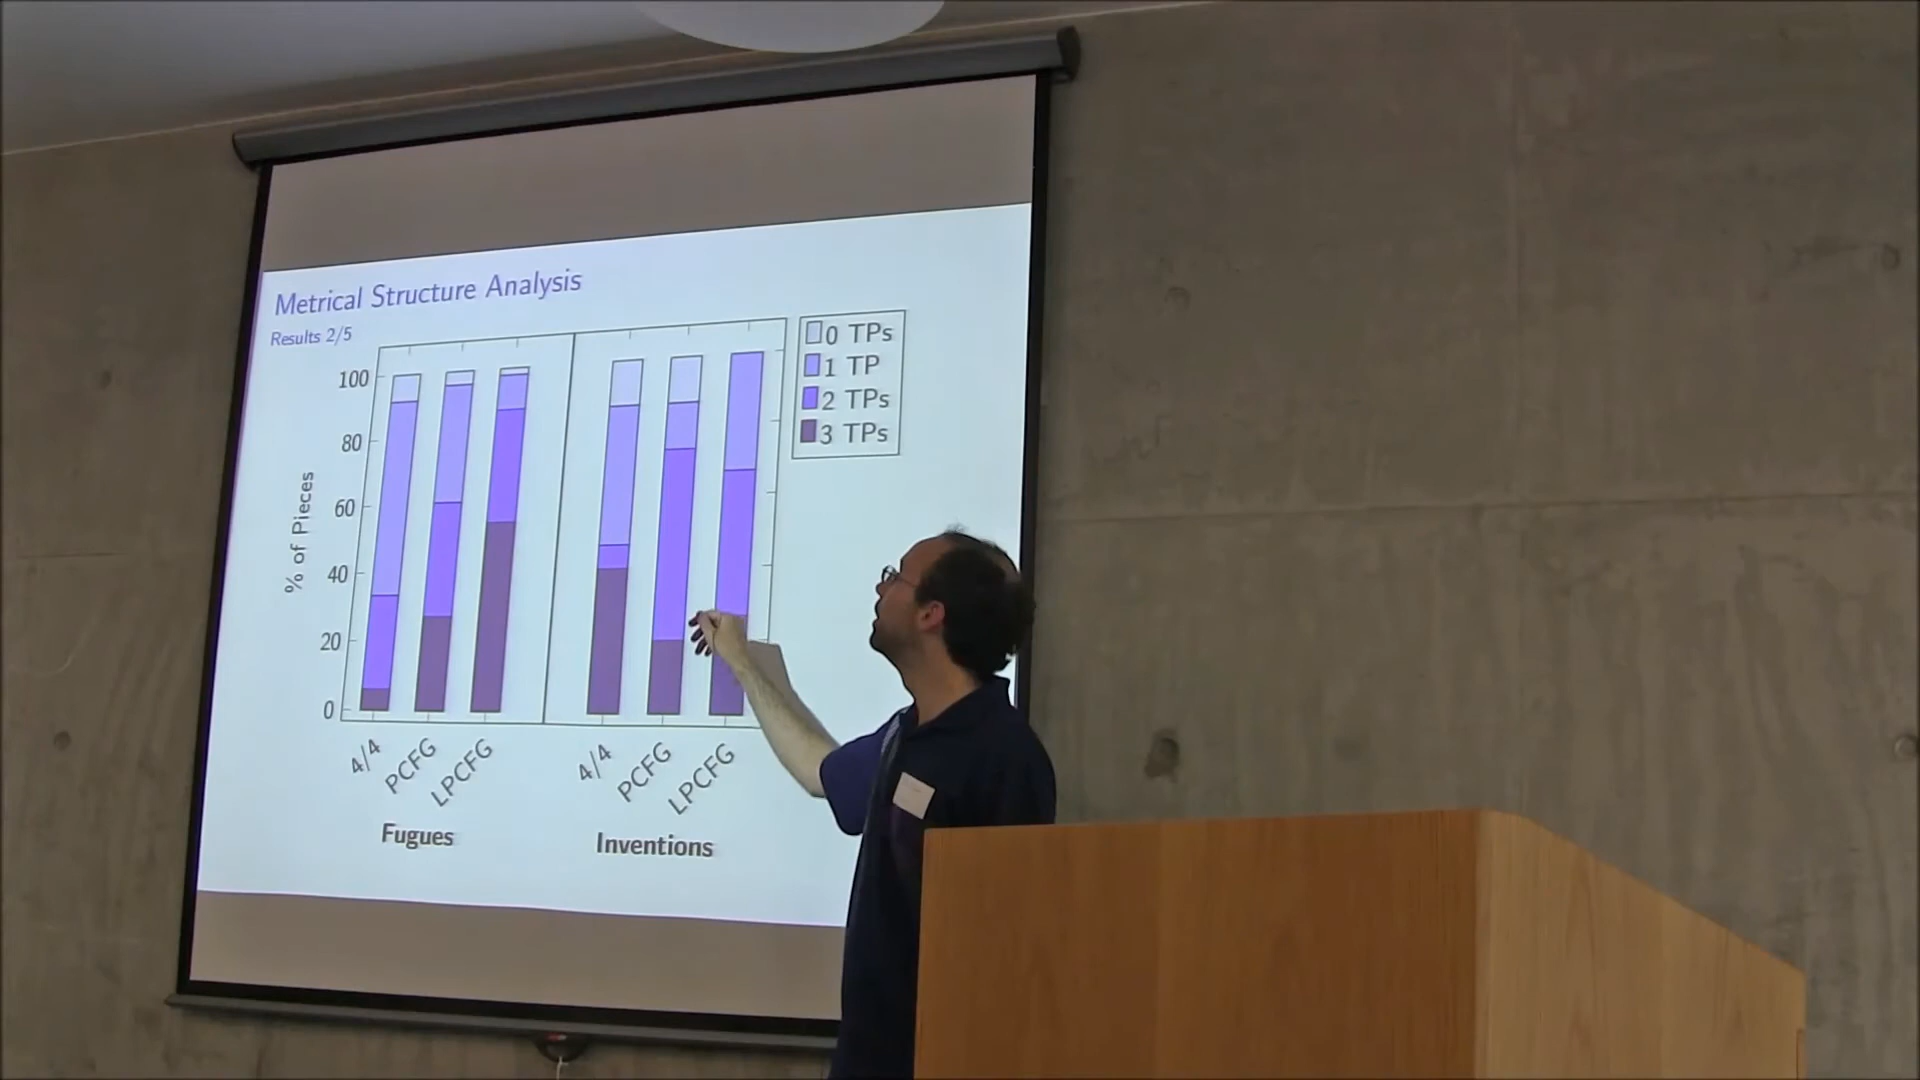 Metrical Structure Analysis
Results 2/5
0 TPs
1 TP
2 TPs
3 TPs
% of Pieces
100
80
60
40
20
0
4/4 PCFG LPCFG 4/4 PCFG LPCFG
Fugues Inventions